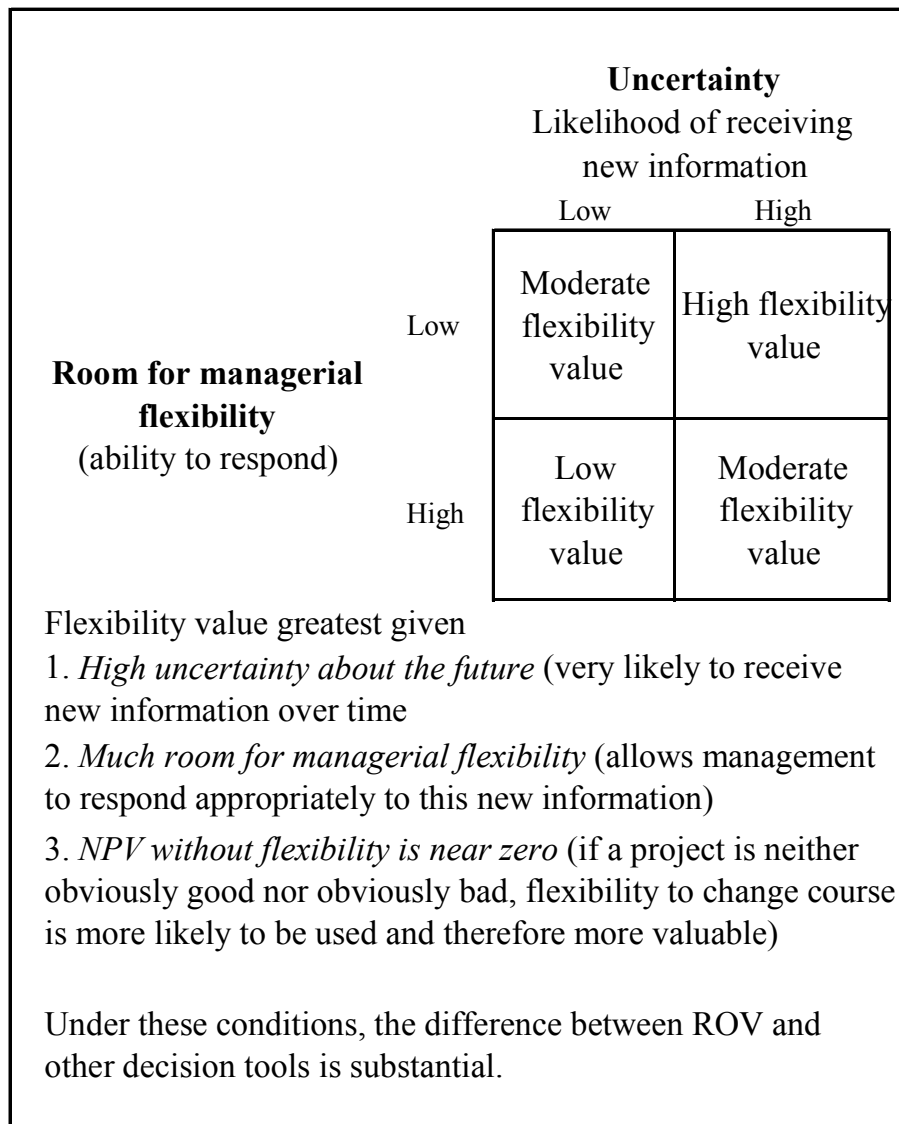 Uncertainty
Likelihood of receiving
new information
Low High
Moderate
flexibility
value
High flexibility
value
Low
Room for managerial
flexibility
(ability to respond)
Low
flexibility
value
Moderate
flexibility
value
High
Flexibility value greatest given
1. High uncertainty about the future (very likely to receive
new information over time
2. Much room for managerial flexibility (allows management
to respond appropriately to this new information)
3. NPV without flexibility is near zero (if a project is neither
obviously good nor obviously bad, flexibility to change course
is more likely to be used and therefore more valuable)
Under these conditions, the difference between ROV and
other decision tools is substantial.